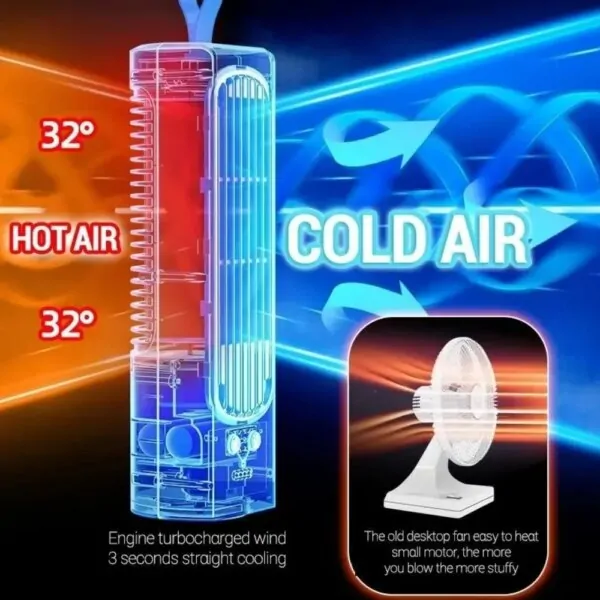 32°
HOT AIR
32°
COLD AIR
Engine turbocharged wind
3 seconds straight cooling
The old desktop fan easy to heat
small motor, the more
you blow the more stuffy